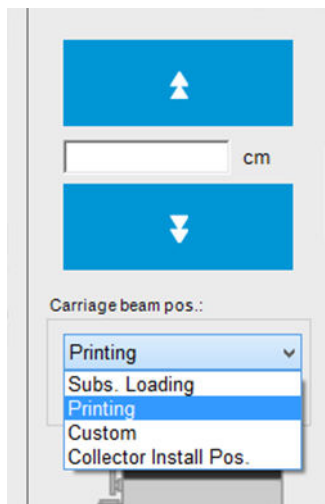 cm
Carriage beam pos.:
Printing
Subs. Loading
Printing
Custom
Collector Install Pos.